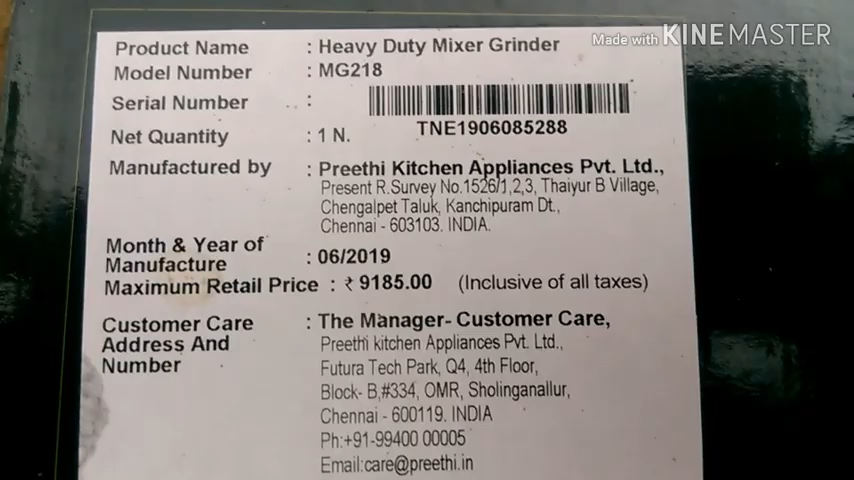 Made with KINEMASTER
Product Name : Heavy Duty Mixer Grinder
Model Number : MG218
Serial Number :
TNE1906085288
Net Quantity : 1 N.
Manufactured by : Preethi Kitchen Appliances Pvt. Ltd.,
Present R.Survey No.1526/1,2,3, Thaiyur B Village,
Chengalpet Taluk, Kanchipuram Dt.,
Chennai - 603103. INDIA.
Month & Year of
Manufacture : 06/2019
Maximum Retail Price : ₹ 9185.00 (Inclusive of all taxes)
Customer Care : The Manager- Customer Care,
Address And Preethi kitchen Appliances Pvt. Ltd.,
Number Futura Tech Park, Q4, 4th Floor,
Block- B,#334, OMR, Sholinganallur,
Chennai - 600119. INDIA
Ph:+91-99400 00005
Email:care@preethi.in